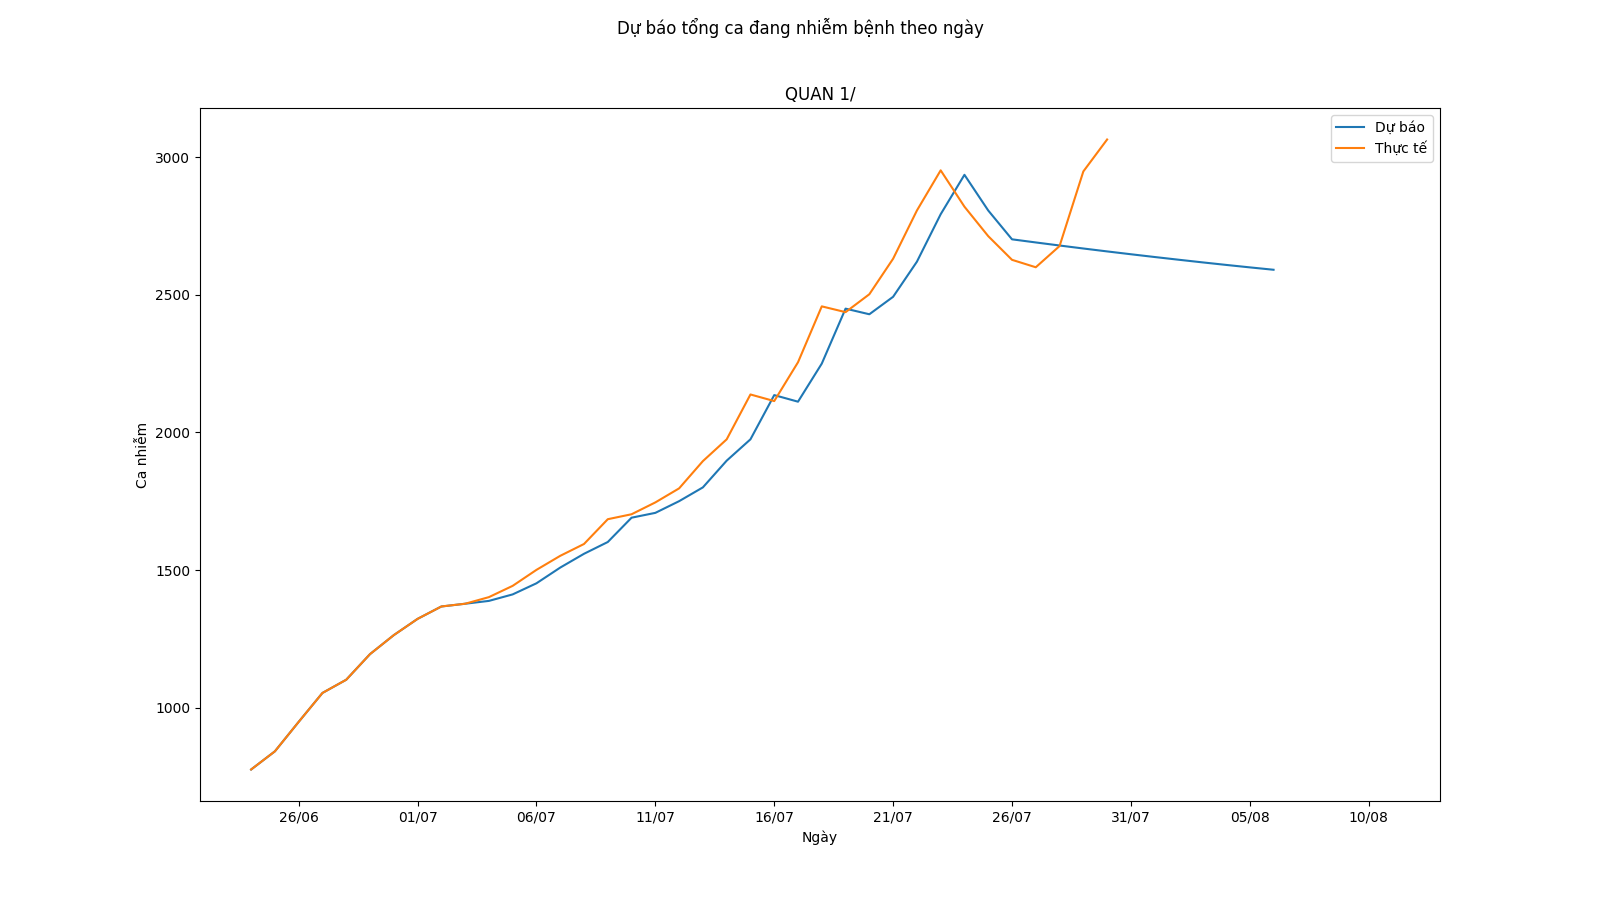 Dự báo tổng ca đang nhiễm bệnh theo ngày
QUAN 1/
Dự báo
Thực tế
3000
2500
2000
1500
1000
Ca nhiễm
26/06 01/07 06/07 11/07 16/07 21/07 26/07 31/07 05/08 10/08
Ngày